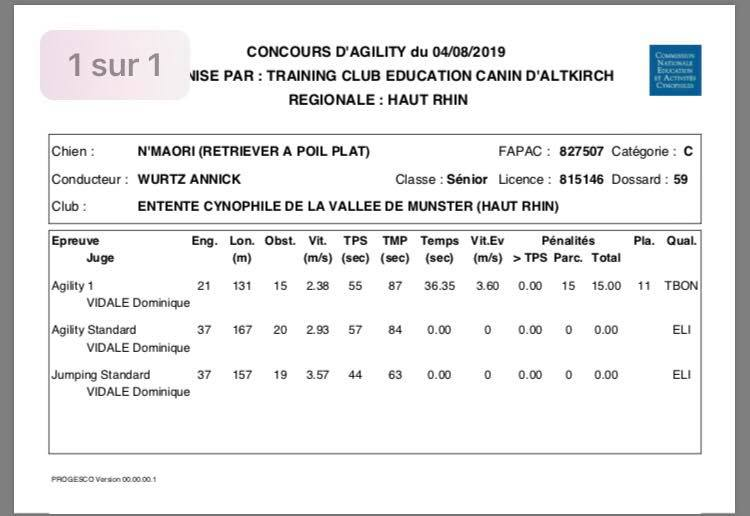 1 sur 1
CONCOURS D'AGILITY du 04/08/2019
NISE PAR : TRAINING CLUB EDUCATION CANIN D'ALTKIRCH
REGIONALE : HAUT RHIN
COMMISSION
NATIONALE
EDUCATION
ET ACTIVITÉS
CYNOPHILES
Chien : N'MAORI (RETRIEVER A POIL PLAT) FAPAC : 827507 Catégorie : C
Conducteur : WURTZ ANNICK Classe : Sénior Licence : 815146 Dossard : 59
Club : ENTENTE CYNOPHILE DE LA VALLEE DE MUNSTER (HAUT RHIN)
Epreuve Eng. Lon. Obst. Vit. TPS TMP Temps Vit.Ev Pénalités Pla. Qual.
Juge (m) (m/s) (sec) (sec) (sec) (m/s) > TPS Parc. Total
Agility 1 21 131 15 2.38 55 87 36.35 3.60 0.00 15 15.00 11 TBON
VIDALE Dominique
Agility Standard 37 167 20 2.93 57 84 0.00 0 0.00 0 0.00 ELI
VIDALE Dominique
Jumping Standard 37 157 19 3.57 44 63 0.00 0 0.00 0 0.00 ELI
VIDALE Dominique
PROGESCO Version 00.00.00.1